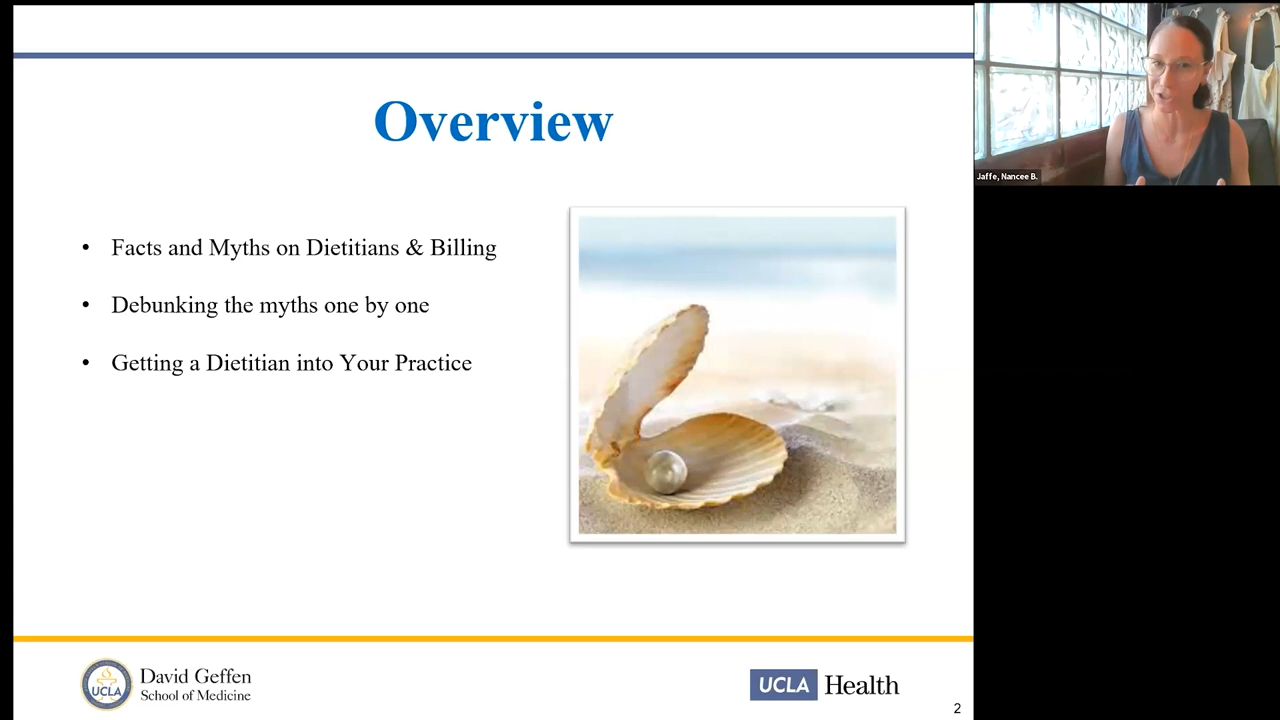 Overview
• Facts and Myths on Dietitians & Billing
• Debunking the myths one by one
• Getting a Dietitian into Your Practice
UCLA
David Geffen
School of Medicine
UCLA Health
2
Jaffe, Nancee B.